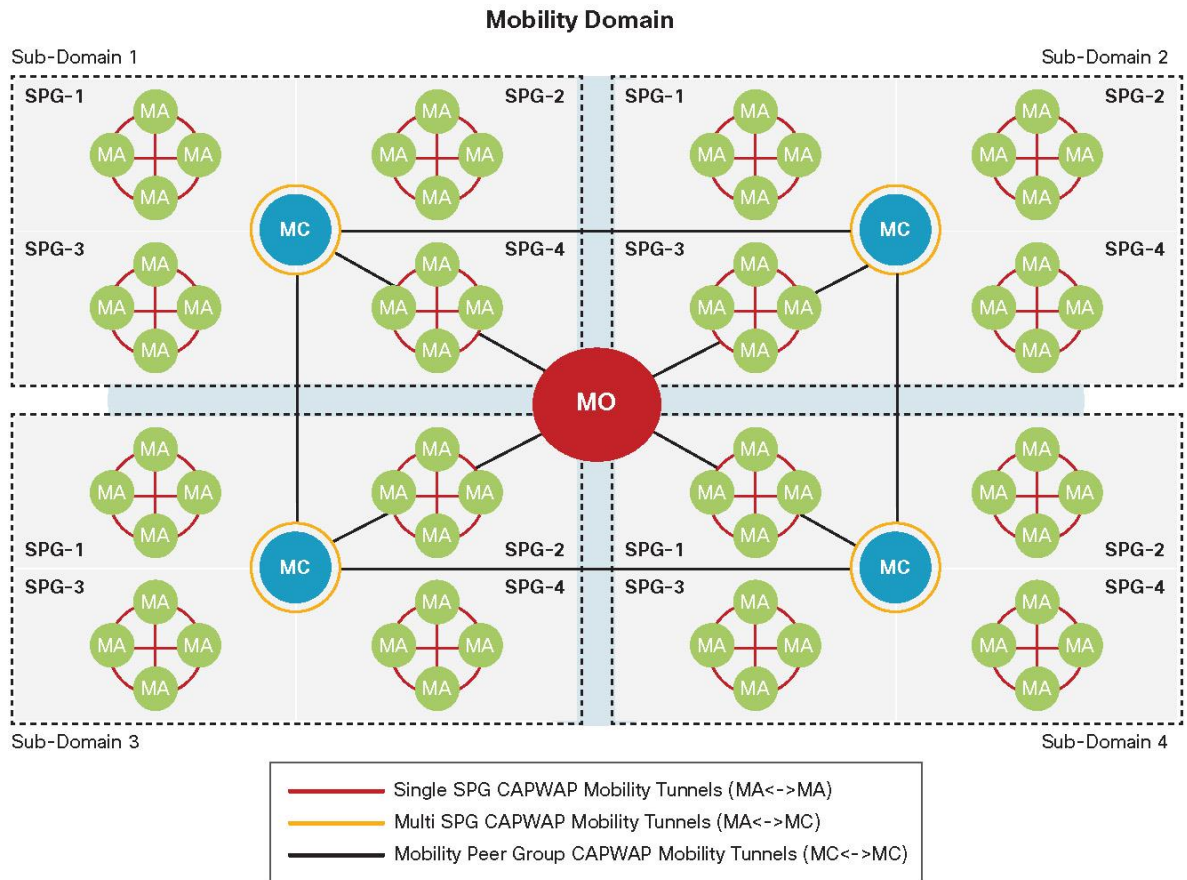 Mobility Domain
Sub-Domain 1
Sub-Domain 2
SPG-1 MA SPG-2 MA SPG-1 MA SPG-2 MA
MA MA MA MA MA MA MA MA
MA MA MA MA
MC MC
SPG-3 MA SPG-4 MA SPG-3 MA SPG-4 MA
MA MA MA MA MA MA MA MA
MA MA MA MA
MO
MA MA MA MA
MA MA MA MA MA MA MA MA
SPG-1 MA SPG-2 MA SPG-1 MA SPG-2 MA
MC MC
SPG-3 MA SPG-4 MA SPG-3 MA SPG-4 MA
MA MA MA MA MA MA MA MA
MA MA MA MA
Sub-Domain 3
Sub-Domain 4
Single SPG CAPWAP Mobility Tunnels (MA<->MA)
Multi SPG CAPWAP Mobility Tunnels (MA<->MC)
Mobility Peer Group CAPWAP Mobility Tunnels (MC<->MC)